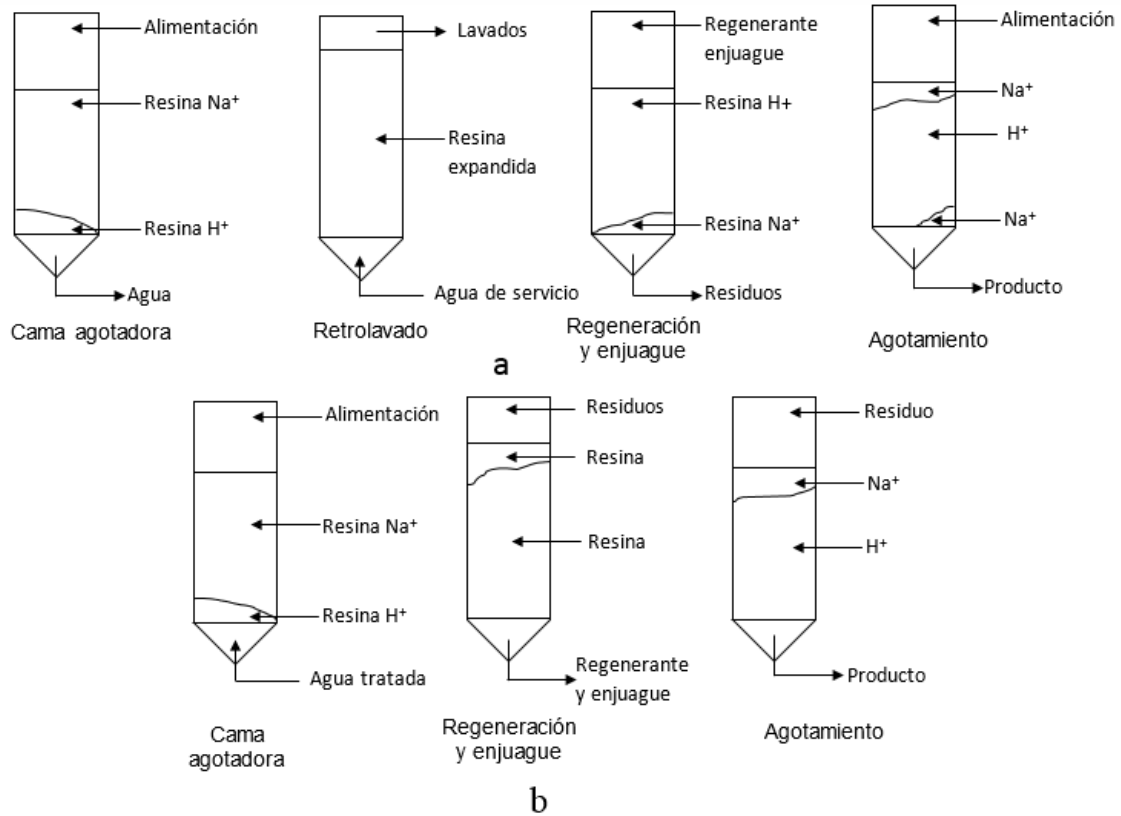 Alimentación
Resina Na⁺
Resina H⁺
Agua
Cama agotadora
Lavados
Resina
expandida
Agua de servicio
Retrolavado
Regenerante
enjuague
Resina H+
Resina Na⁺
Residuos
Regeneración
y enjuague
Alimentación
Na⁺
H⁺
Na⁺
Producto
Agotamiento
a
Alimentación
Resina Na⁺
Resina H⁺
Agua tratada
Cama
agotadora
Residuos
Resina
Resina
Regenerante
y enjuague
Regeneración
y enjuague
Residuo
Na⁺
H⁺
Producto
Agotamiento
b